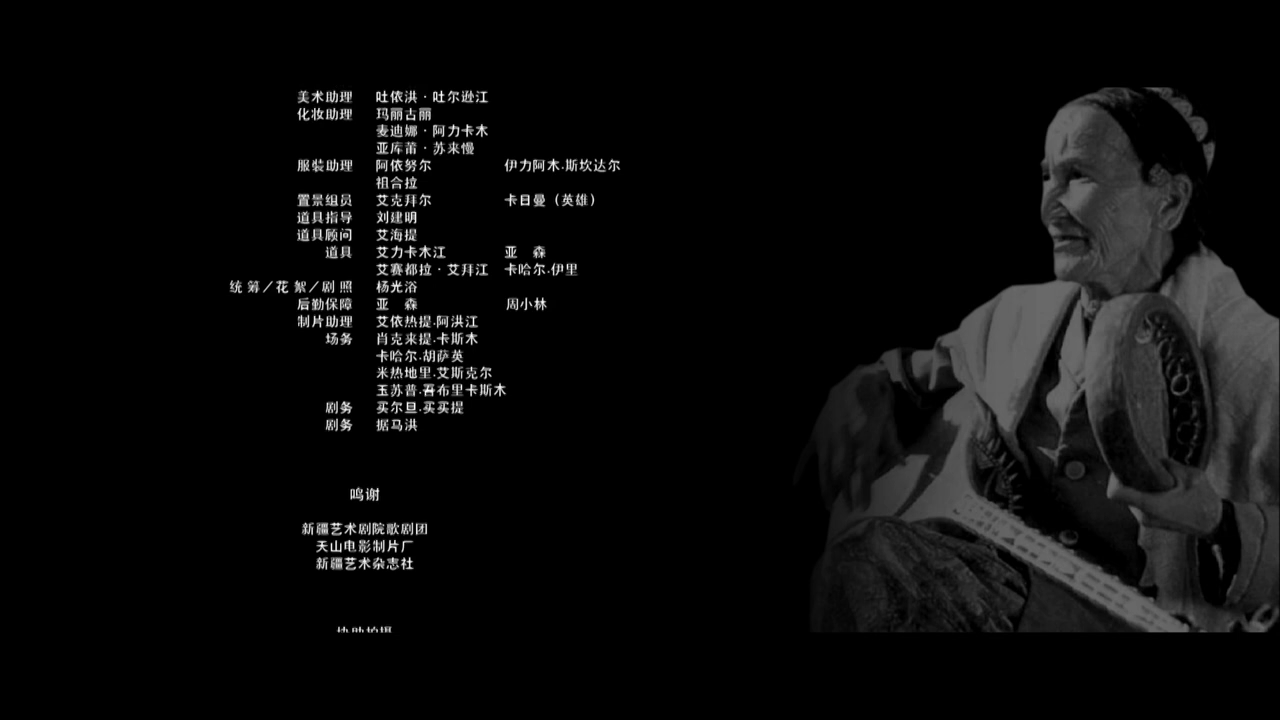 美术助理 吐依洪·吐尔逊江
化妆助理 玛丽古丽
麦迪娜·阿力卡木
亚库莆·苏来慢
服装助理 阿依努尔 伊力阿木.斯坎达尔
祖合拉
置景组员 艾克拜尔 卡日曼（英雄）
道具指导 刘建明
道具顾问 艾海提
道具 艾力卡木江 亚 森
艾赛都拉·艾拜江 卡哈尔.伊里
统 筹／花 絮／剧 照 杨光浴
后勤保障 亚 森 周小林
制片助理 艾依热提.阿洪江
场务 肖克来提.卡斯木
卡哈尔.胡萨英
米热地里.艾斯克尔
玉苏普.吾布里卡斯木
剧务 买尔旦.买买提
剧务 据马洪
鸣谢
新疆艺术剧院歌剧团
天山电影制片厂
新疆艺术杂志社